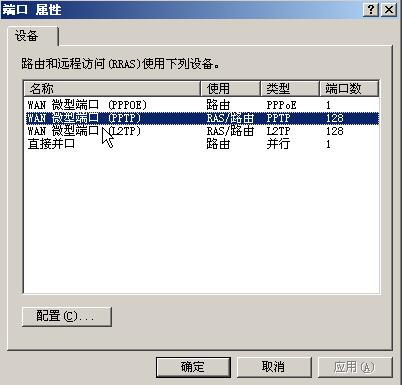 端口 属性
设备
路由和远程访问(RRAS)使用下列设备。
名称 使用 类型 端口数
WAN 微型端口 (PPPOE) 路由 PPPoE 1
WAN 微型端口 (PPTP) RAS/路由 PPTP 128
WAN 微型端口 (L2TP) RAS/路由 L2TP 128
直接并口 路由 并行 1
配置(C)...
确定 取消 应用(A)